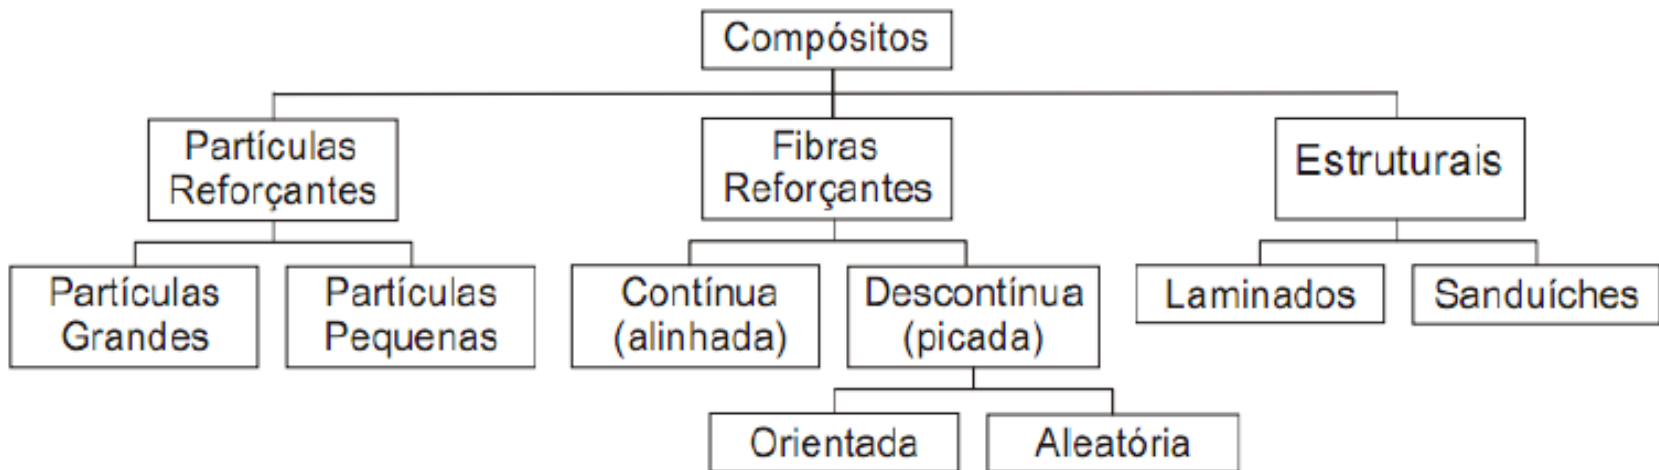 Compósitos
Partículas
Reforçantes
Fibras
Reforçantes
Estruturais
Partículas
Grandes
Partículas
Pequenas
Contínua
(alinhada)
Descontínua
(picada)
Laminados
Sanduíches
Orientada
Aleatória